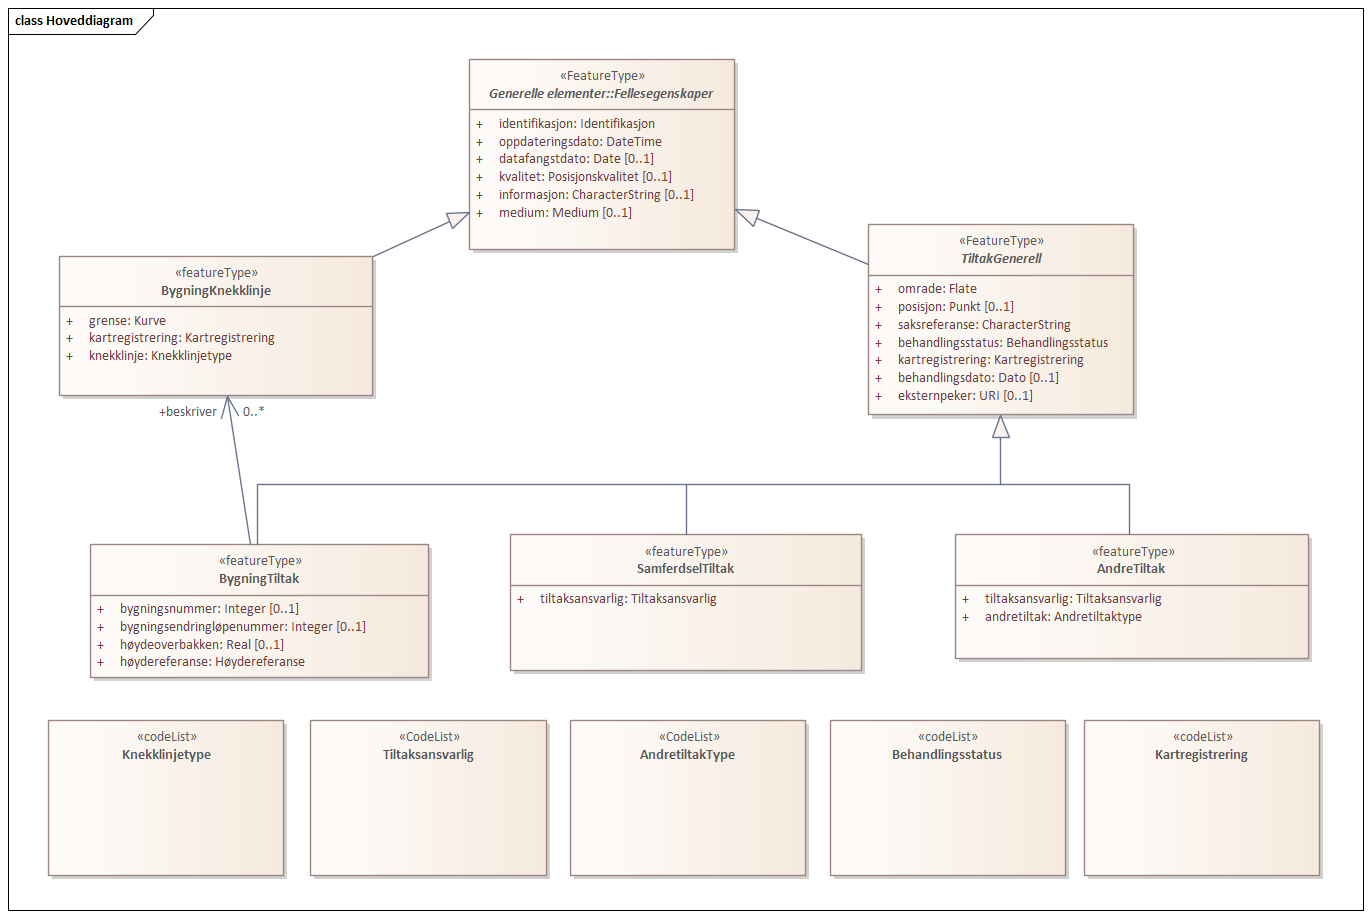 class Hoveddiagram
«FeatureType»
Generelle elementer::Fellesegenskaper
+ identifikasjon: Identifikasjon
+ oppdateringsdato: DateTime
+ datafangstdato: Date [0..1]
+ kvalitet: Posisjonskvalitet [0..1]
+ informasjon: CharacterString [0..1]
+ medium: Medium [0..1]
«FeatureType»
TiltakGenerell
+ omrade: Flate
+ posisjon: Punkt [0..1]
+ saksreferanse: CharacterString
+ behandlingsstatus: Behandlingsstatus
+ kartregistrering: Kartregistrering
+ behandlingsdato: Dato [0..1]
+ eksternpeker: URI [0..1]
«featureType»
BygningKnekklinje
+ grense: Kurve
+ kartregistrering: Kartregistrering
+ knekklinje: Knekklinjetype
+beskriver 0..*
«featureType»
BygningTiltak
+ bygningsnummer: Integer [0..1]
+ bygningsendringløpenummer: Integer [0..1]
+ høydeoverbakken: Real [0..1]
+ høydereferanse: Høydereferanse
«featureType»
SamferdselTiltak
+ tiltaksansvarlig: Tiltaksansvarlig
«featureType»
AndreTiltak
+ tiltaksansvarlig: Tiltaksansvarlig
+ andretiltak: Andretiltaktype
«codeList»
Knekklinjetype
«CodeList»
Tiltaksansvarlig
«CodeList»
AndretiltakType
«codeList»
Behandlingsstatus
«codeList»
Kartregistrering